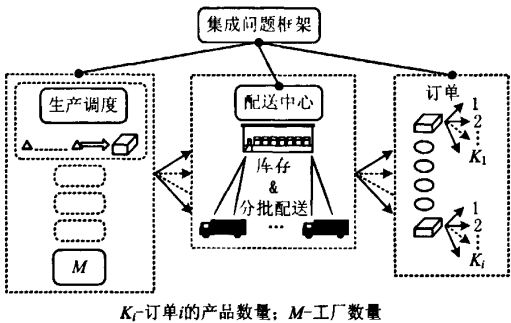 集成问题框架
生产调度
M
配送中心
库存
&
分批配送
...
订单
1
2
K₁
1
2
Kᵢ
Kᵢ-订单i的产品数量；M-工厂数量